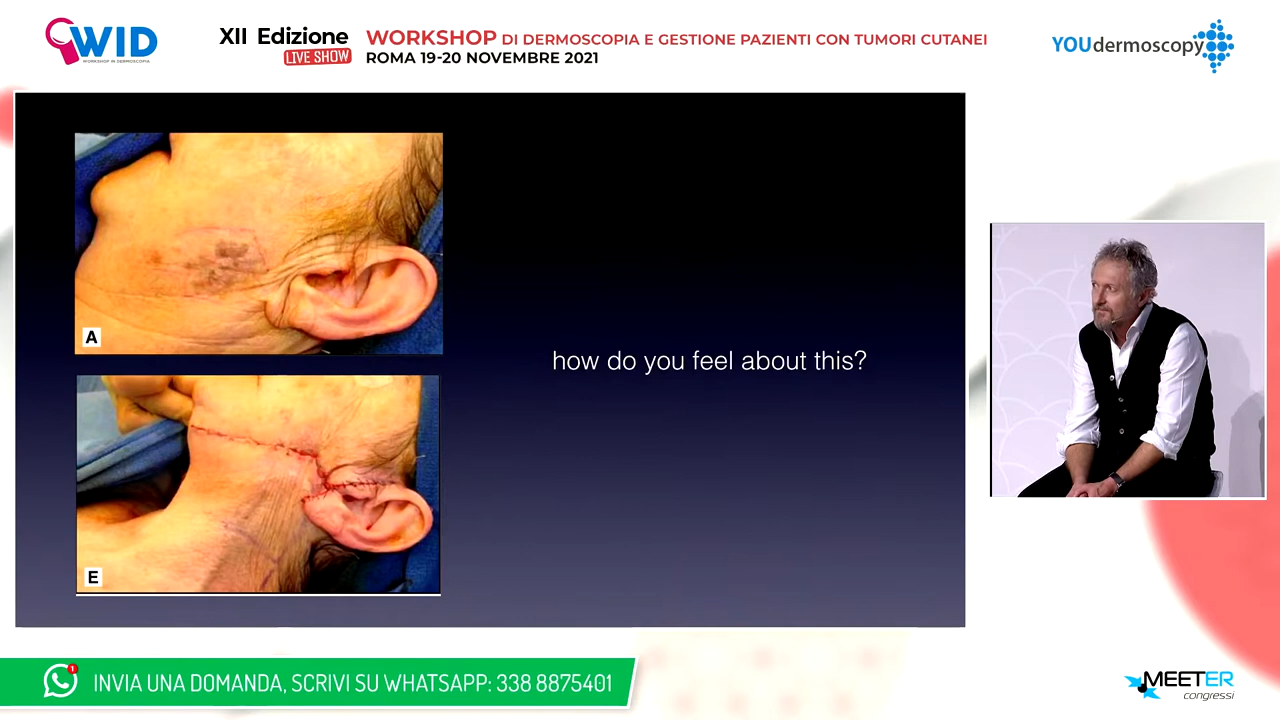 WID
WORKSHOP IN DERMOSCOPIA
XII Edizione
LIVE SHOW
WORKSHOP DI DERMOSCOPIA E GESTIONE PAZIENTI CON TUMORI CUTANEI
ROMA 19-20 NOVEMBRE 2021
YOUdermoscopy
A
how do you feel about this?
E
1
INVIA UNA DOMANDA, SCRIVI SU WHATSAPP: 338 8875401
MEETER
congressi